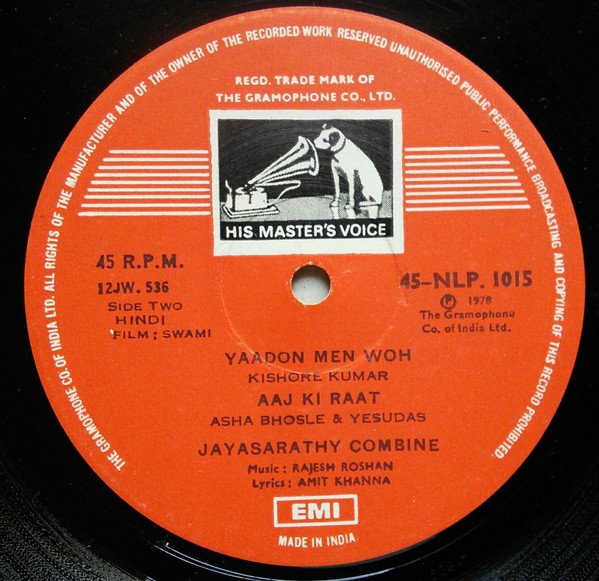 THE GRAMOPHONE CO. OF INDIA LTD. ALL RIGHTS OF THE MANUFACTURER AND OF THE OWNER OF THE RECORDED WORK RESERVED UNAUTHORISED PUBLIC PERFORMANCE BROADCASTING AND COPYING OF THIS RECORD PROHIBITED.
REGD. TRADE MARK OF
THE GRAMOPHONE CO., LTD.
HIS MASTER'S VOICE
45 R.P.M.
12JW. 536
SIDE TWO
HINDI
FILM; SWAMI
45-NLP. 1015
Ⓟ 1978
The Gramophone
Co. of India Ltd.
YAADON MEN WOH
KISHORE KUMAR
AAJ KI RAAT
ASHA BHOSLE & YESUDAS
JAYASARATHY COMBINE
Music: RAJESH ROSHAN
Lyrics: AMIT KHANNA
EMI
MADE IN INDIA